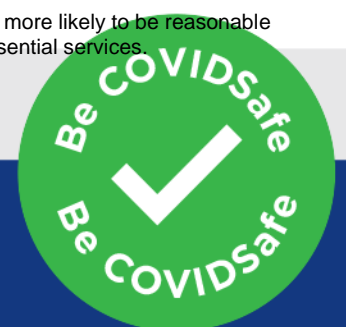 more likely to be reasonable
sential services.
Be COVIDSafe
Be COVIDSafe